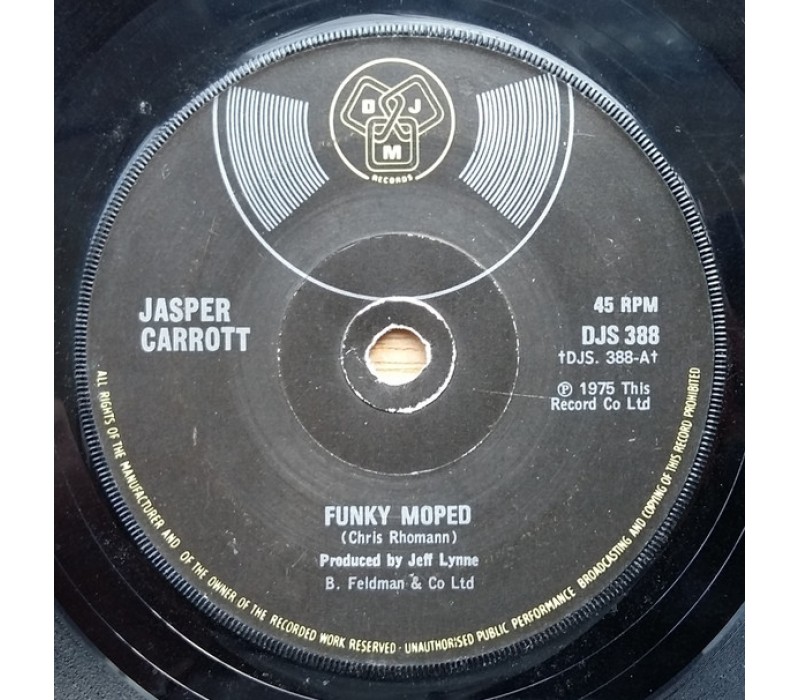 D J
M
RECORDS
JASPER
CARROTT
45 RPM
DJS 388
†DJS. 388-A†
℗ 1975 This
Record Co Ltd
FUNKY MOPED
(Chris Rhomann)
Produced by Jeff Lynne
B. Feldman & Co Ltd
ALL RIGHTS OF THE MANUFACTURER AND OF THE OWNER OF THE RECORDED WORK RESERVED · UNAUTHORISED PUBLIC PERFORMANCE BROADCASTING AND COPYING OF THIS RECORD PROHIBITED